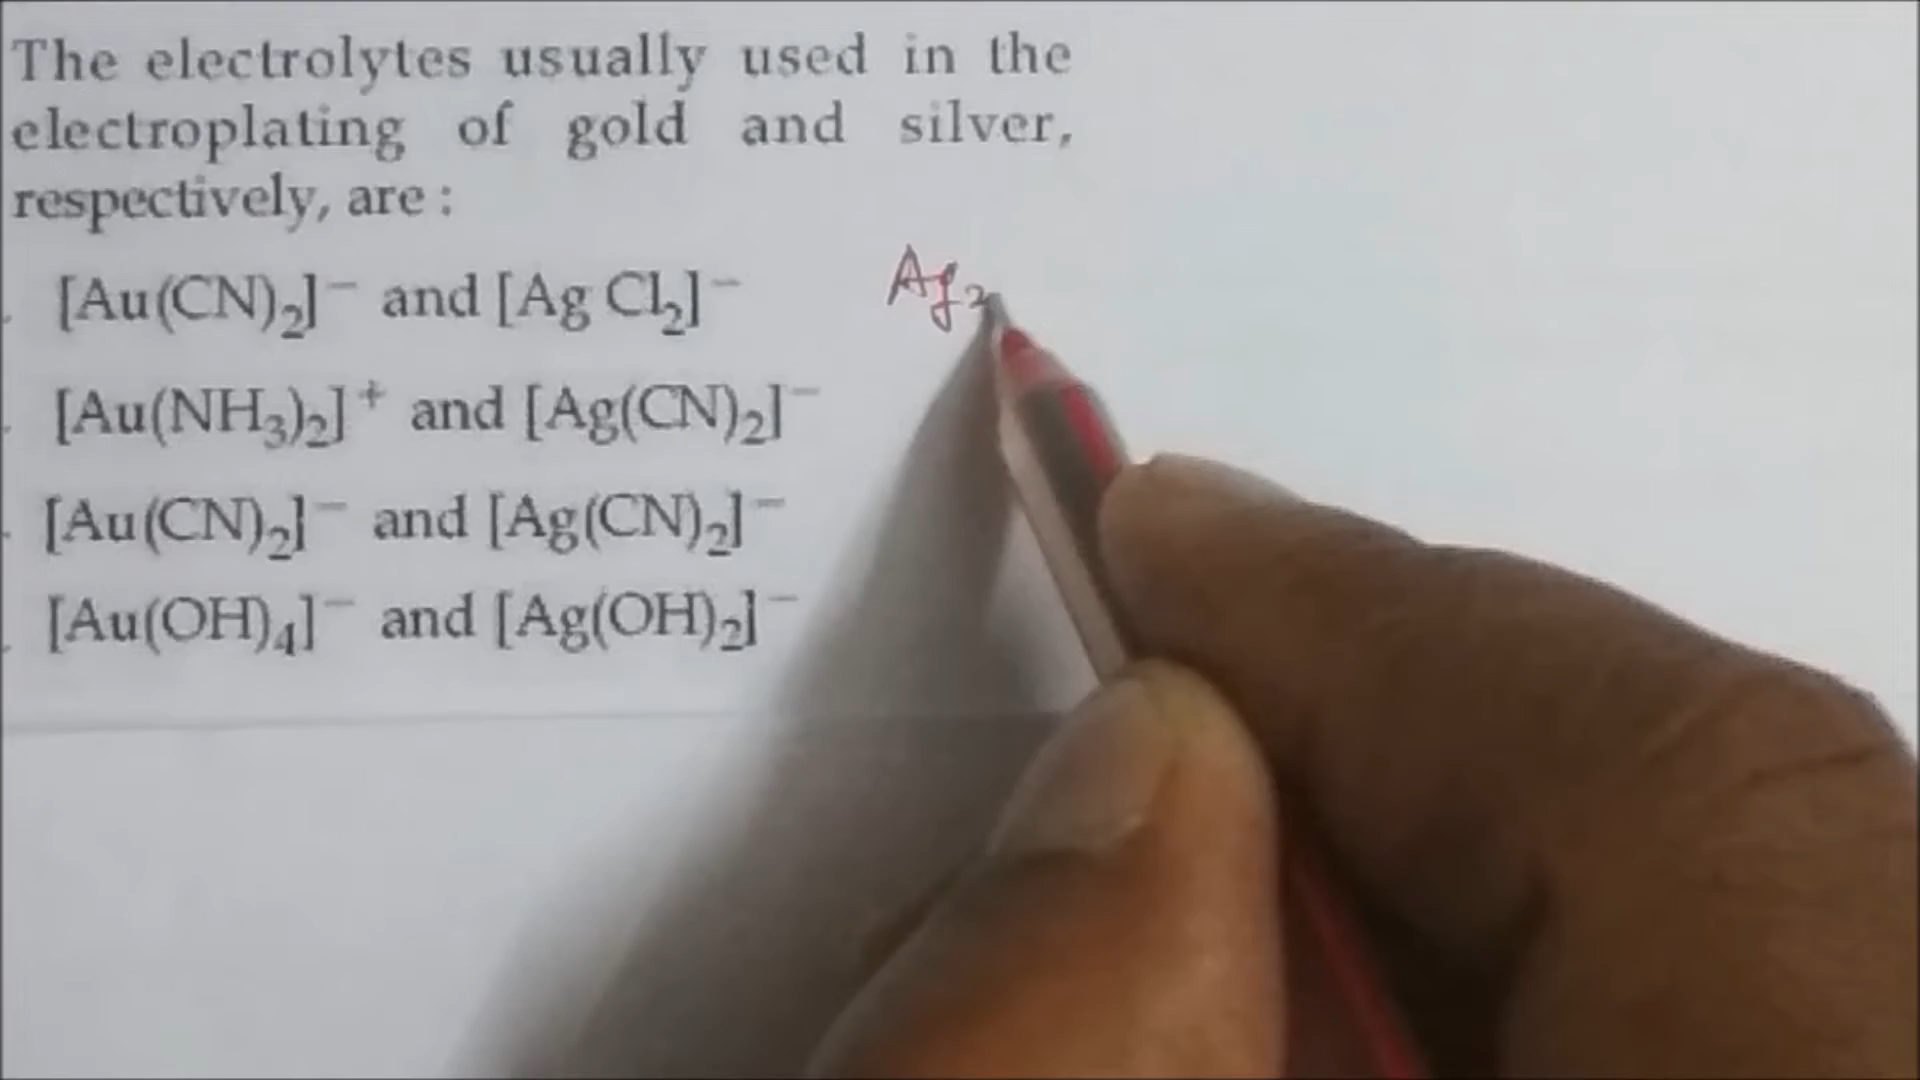 The electrolytes usually used in the
electroplating of gold and silver,
respectively, are :
[Au(CN)₂]⁻ and [Ag Cl₂]⁻
Ag₂
[Au(NH₃)₂]⁺ and [Ag(CN)₂]⁻
[Au(CN)₂]⁻ and [Ag(CN)₂]⁻
[Au(OH)₄]⁻ and [Ag(OH)₂]⁻